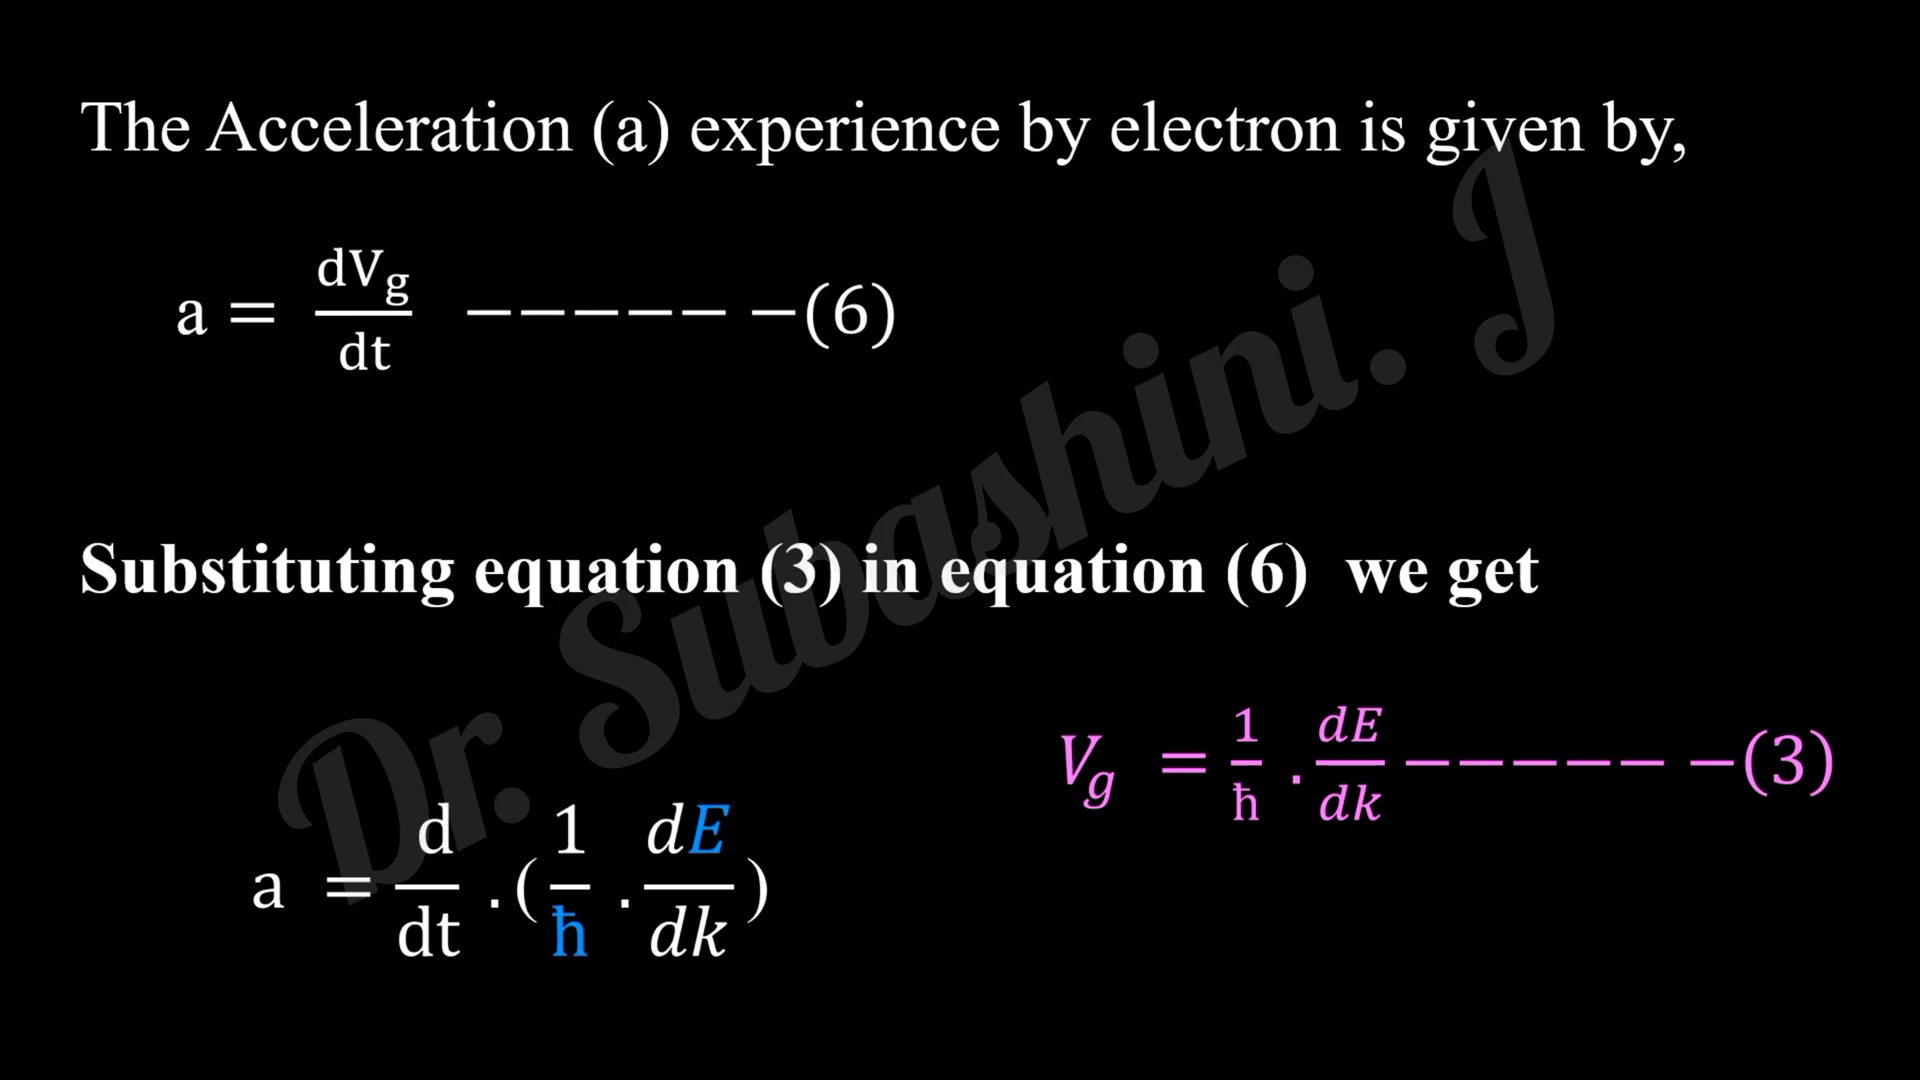 The Acceleration (a) experience by electron is given by,
a = dVg/dt −−−−− −(6)
Substituting equation (3) in equation (6) we get
Vg = 1/ħ . dE/dk −−−−− −(3)
a = d/dt .(1/ħ . dE/dk)
Dr. Subashini. J